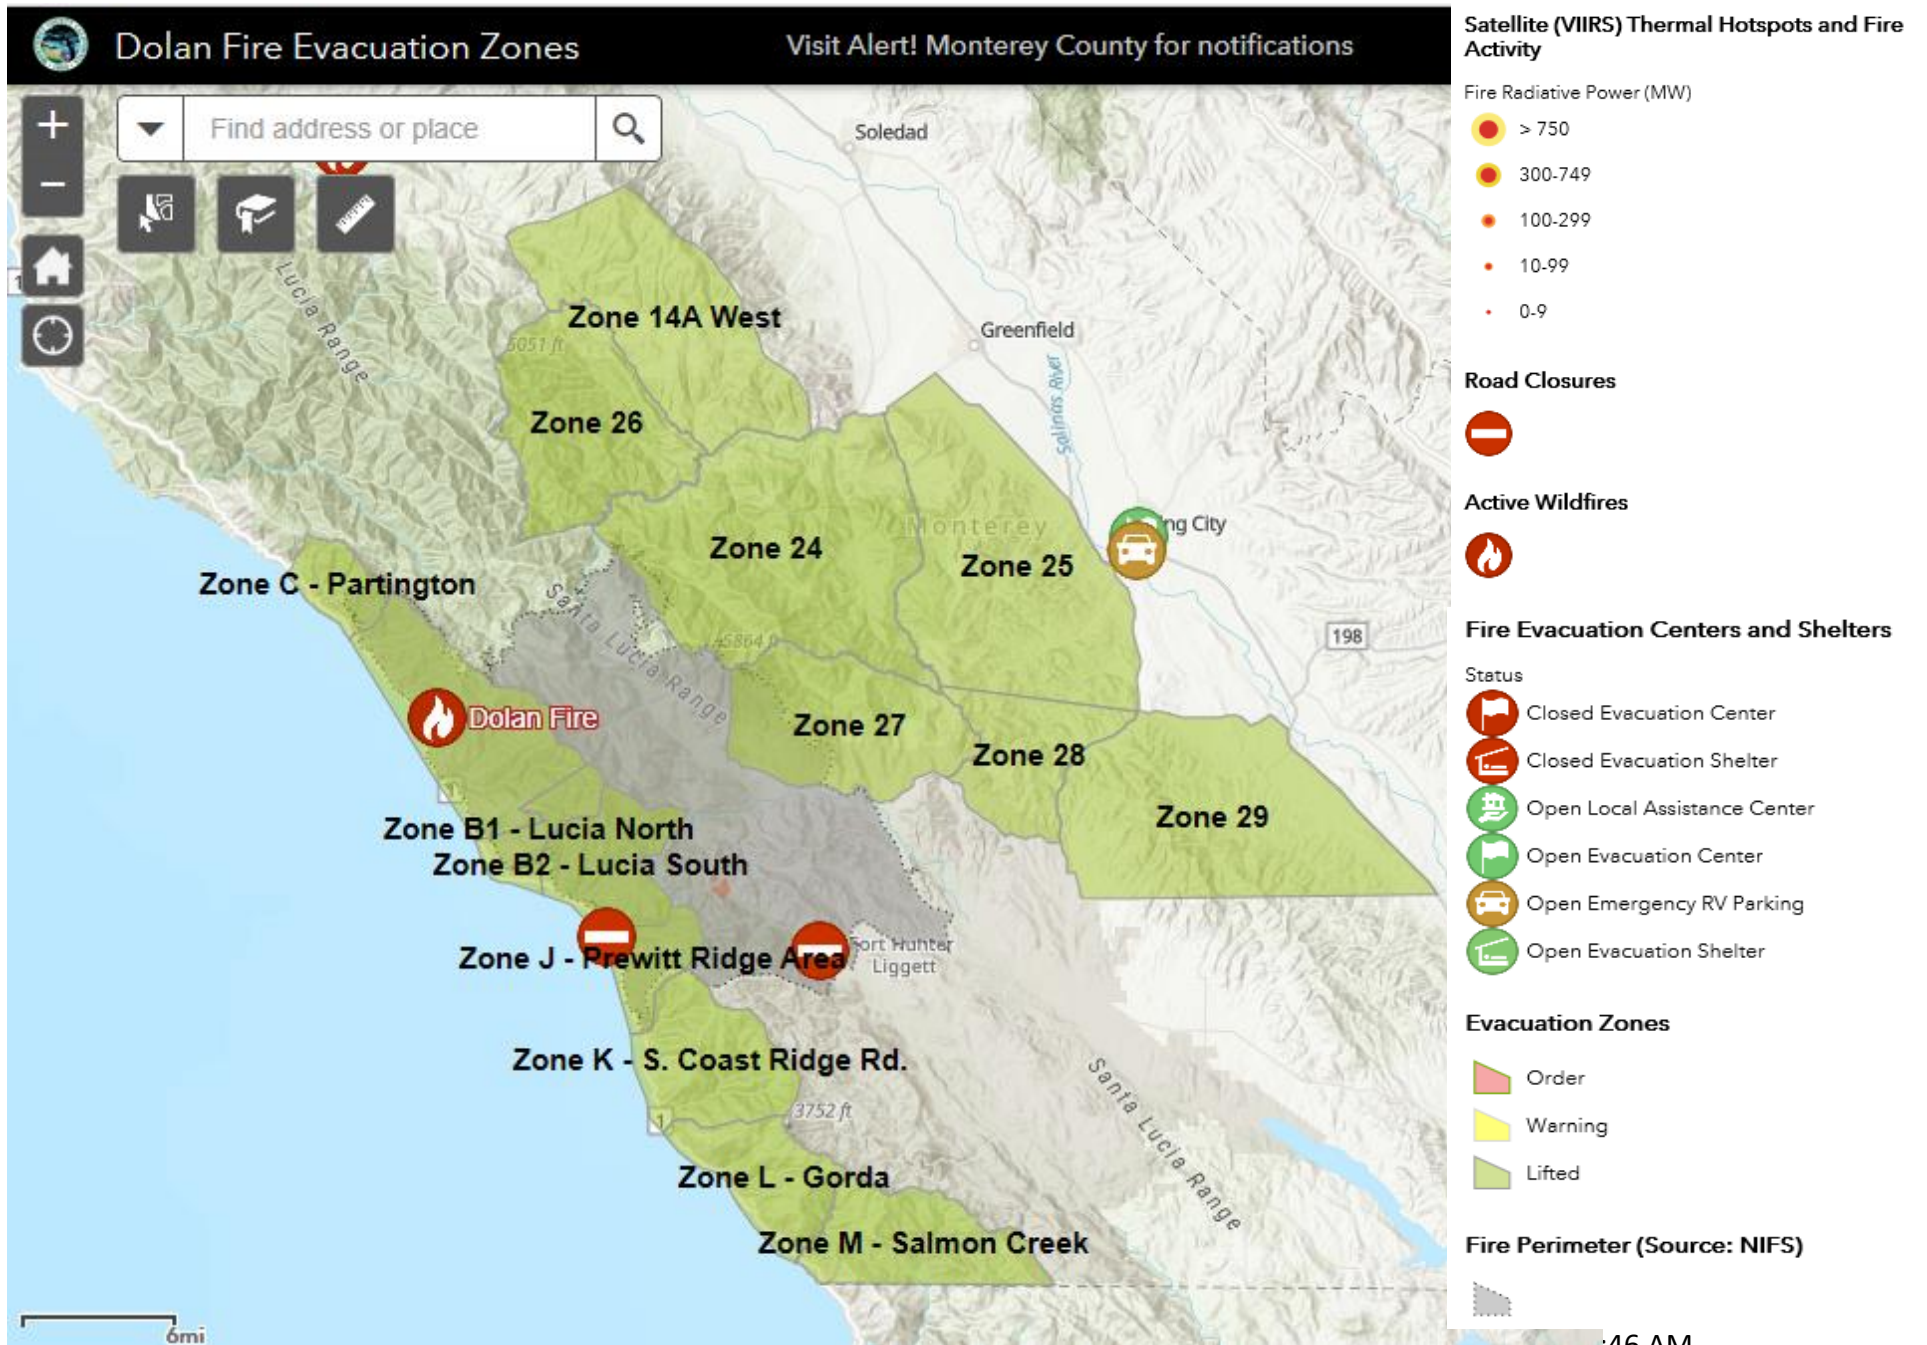 Dolan Fire Evacuation Zones
Visit Alert! Monterey County for notifications
Find address or place
Soledad
Lucia Range
Zone 14A West
5051 ft
Greenfield
Salinas River
Zone 26
Monterey
ng City
Zone 24
Zone 25
Zone C - Partington
Santa Lucia Range
5864 ft
198
Dolan Fire
Zone 27
Zone 28
1
Zone 29
Zone B1 - Lucia North
Zone B2 - Lucia South
Zone J - Prewitt Ridge Area
Fort Hunter
Liggett
Zone K - S. Coast Ridge Rd.
3752 ft
1
Santa Lucia Range
Zone L - Gorda
Zone M - Salmon Creek
6mi
Satellite (VIIRS) Thermal Hotspots and Fire
Activity
Fire Radiative Power (MW)
> 750
300-749
100-299
10-99
0-9
Road Closures
Active Wildfires
Fire Evacuation Centers and Shelters
Status
Closed Evacuation Center
Closed Evacuation Shelter
Open Local Assistance Center
Open Evacuation Center
Open Emergency RV Parking
Open Evacuation Shelter
Evacuation Zones
Order
Warning
Lifted
Fire Perimeter (Source: NIFS)
:46 AM